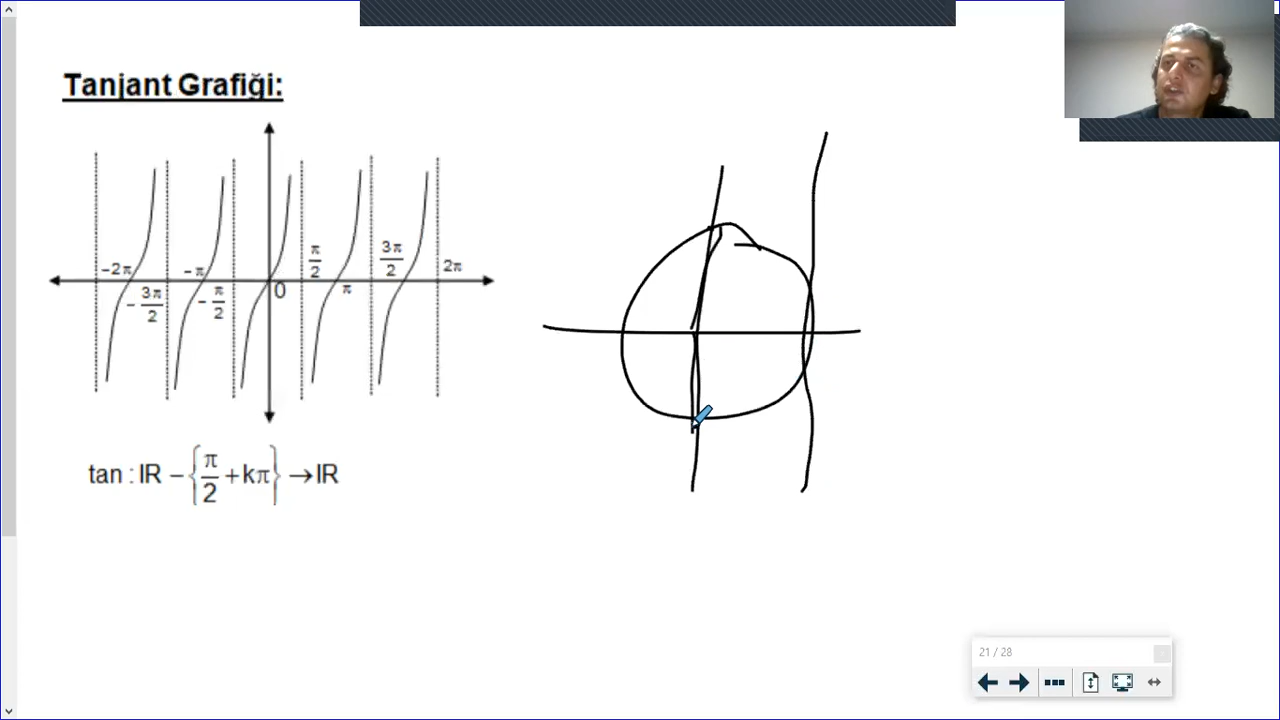 Tanjant Grafiği:
-2π
- 3π/2
-π
- π/2
0
π/2
π
3π/2
2π
tan : IR - {π/2 + kπ} → IR
21 / 28